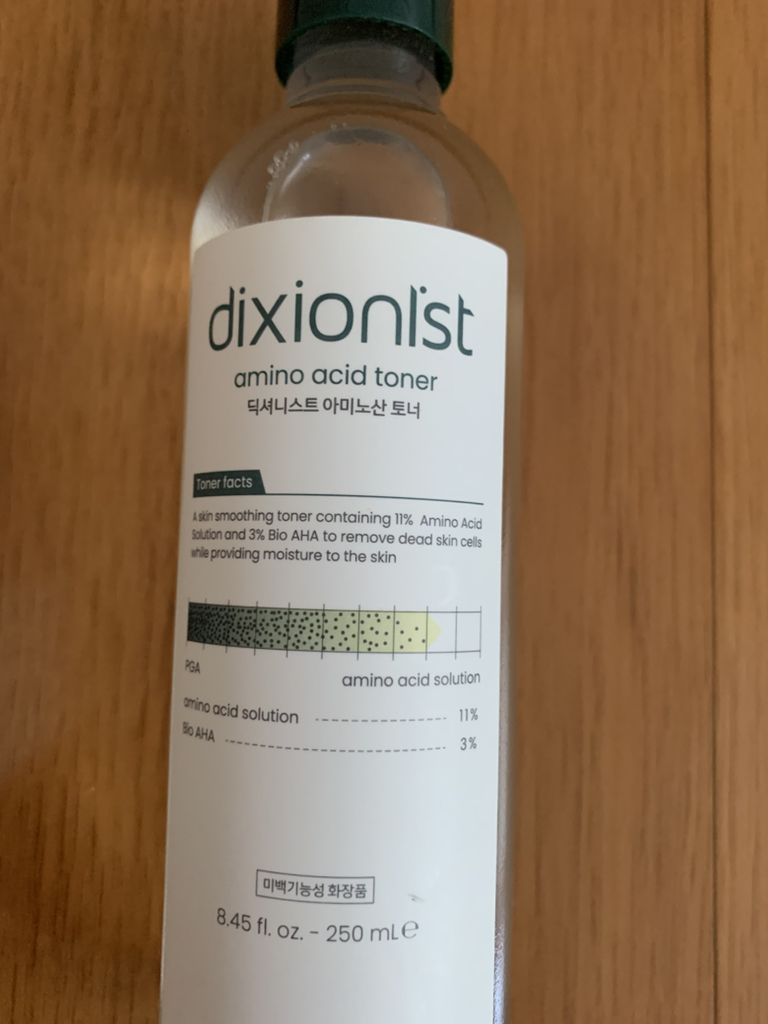 dixionist
amino acid toner
딕셔니스트 아미노산 토너
Toner facts
A skin smoothing toner containing 11% Amino Acid
Solution and 3% Bio AHA to remove dead skin cells
while providing moisture to the skin
PGA
amino acid solution
amino acid solution 11%
Bio AHA 3%
미백기능성 화장품
8.45 fl. oz. - 250 mL℮